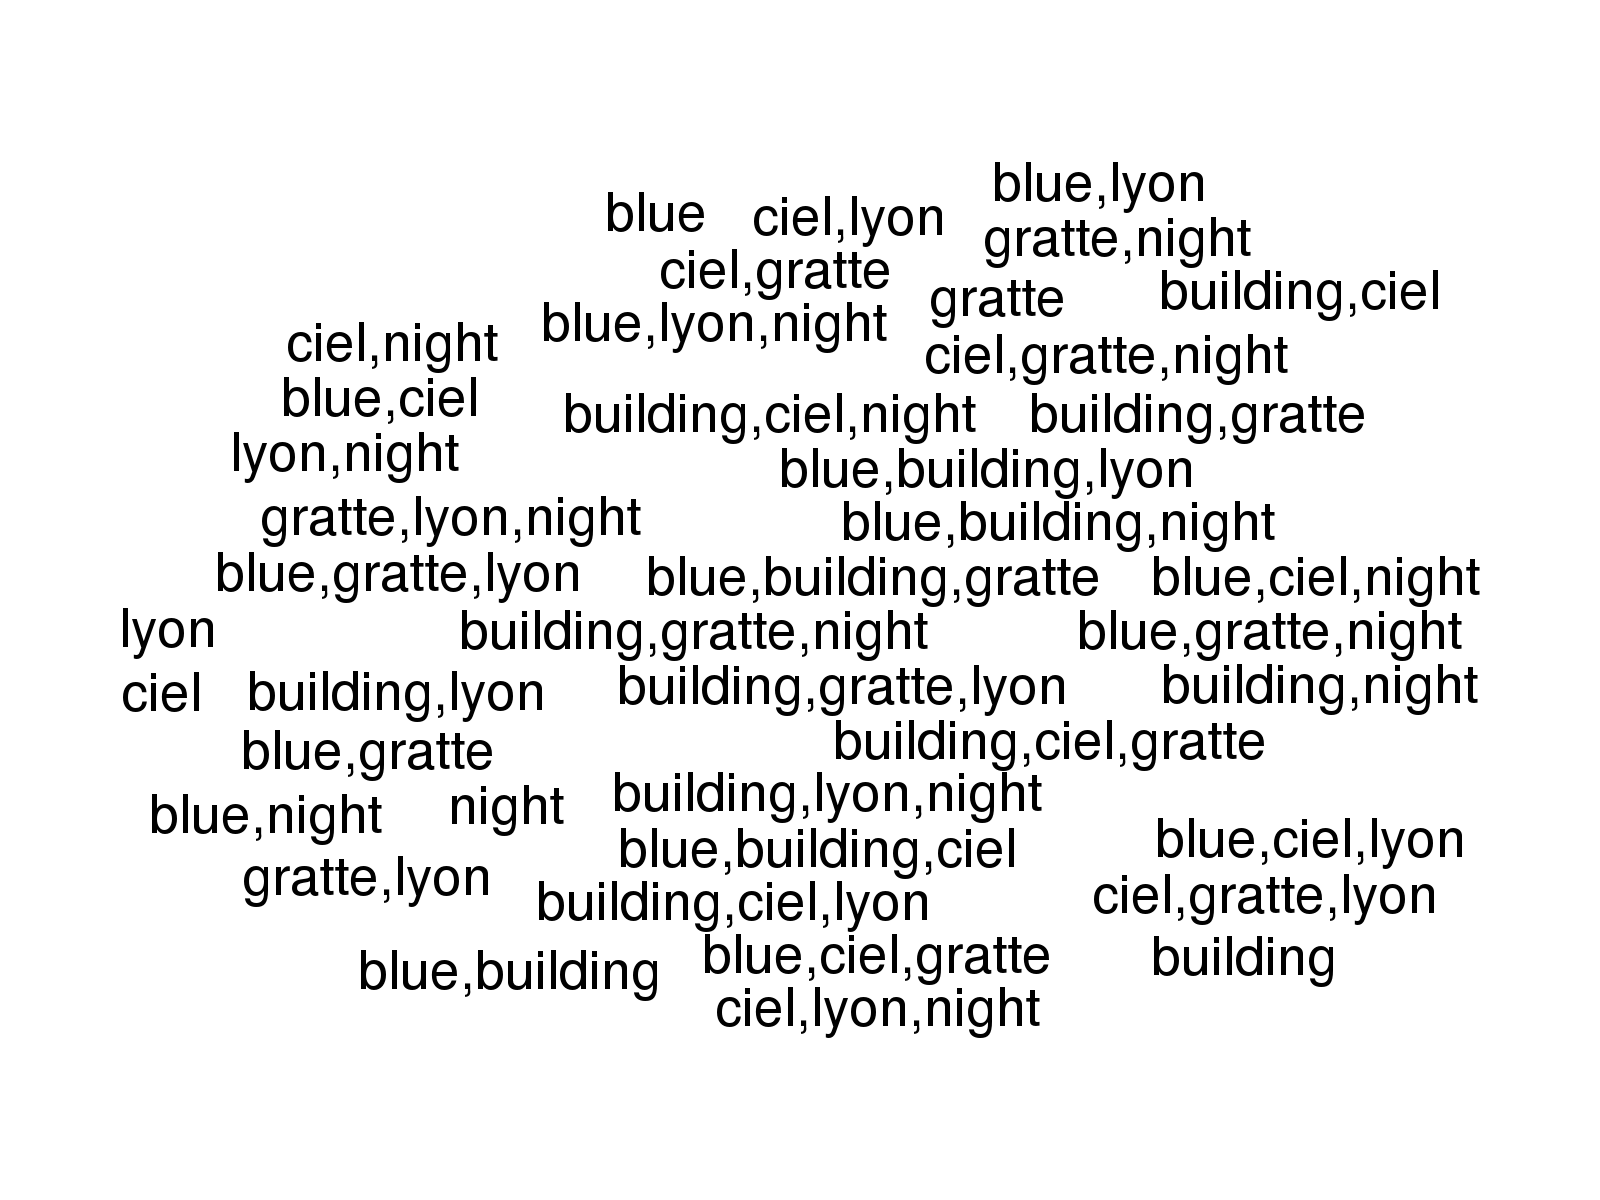 blue,lyon
blue
ciel,lyon
gratte,night
ciel,gratte
gratte
building,ciel
blue,lyon,night
ciel,night
ciel,gratte,night
blue,ciel
building,ciel,night
building,gratte
lyon,night
blue,building,lyon
gratte,lyon,night
blue,building,night
blue,gratte,lyon
blue,building,gratte
blue,ciel,night
lyon
building,gratte,night
blue,gratte,night
ciel
building,lyon
building,gratte,lyon
building,night
blue,gratte
building,ciel,gratte
building,lyon,night
blue,night
night
blue,building,ciel
blue,ciel,lyon
gratte,lyon
building,ciel,lyon
ciel,gratte,lyon
blue,building
blue,ciel,gratte
building
ciel,lyon,night